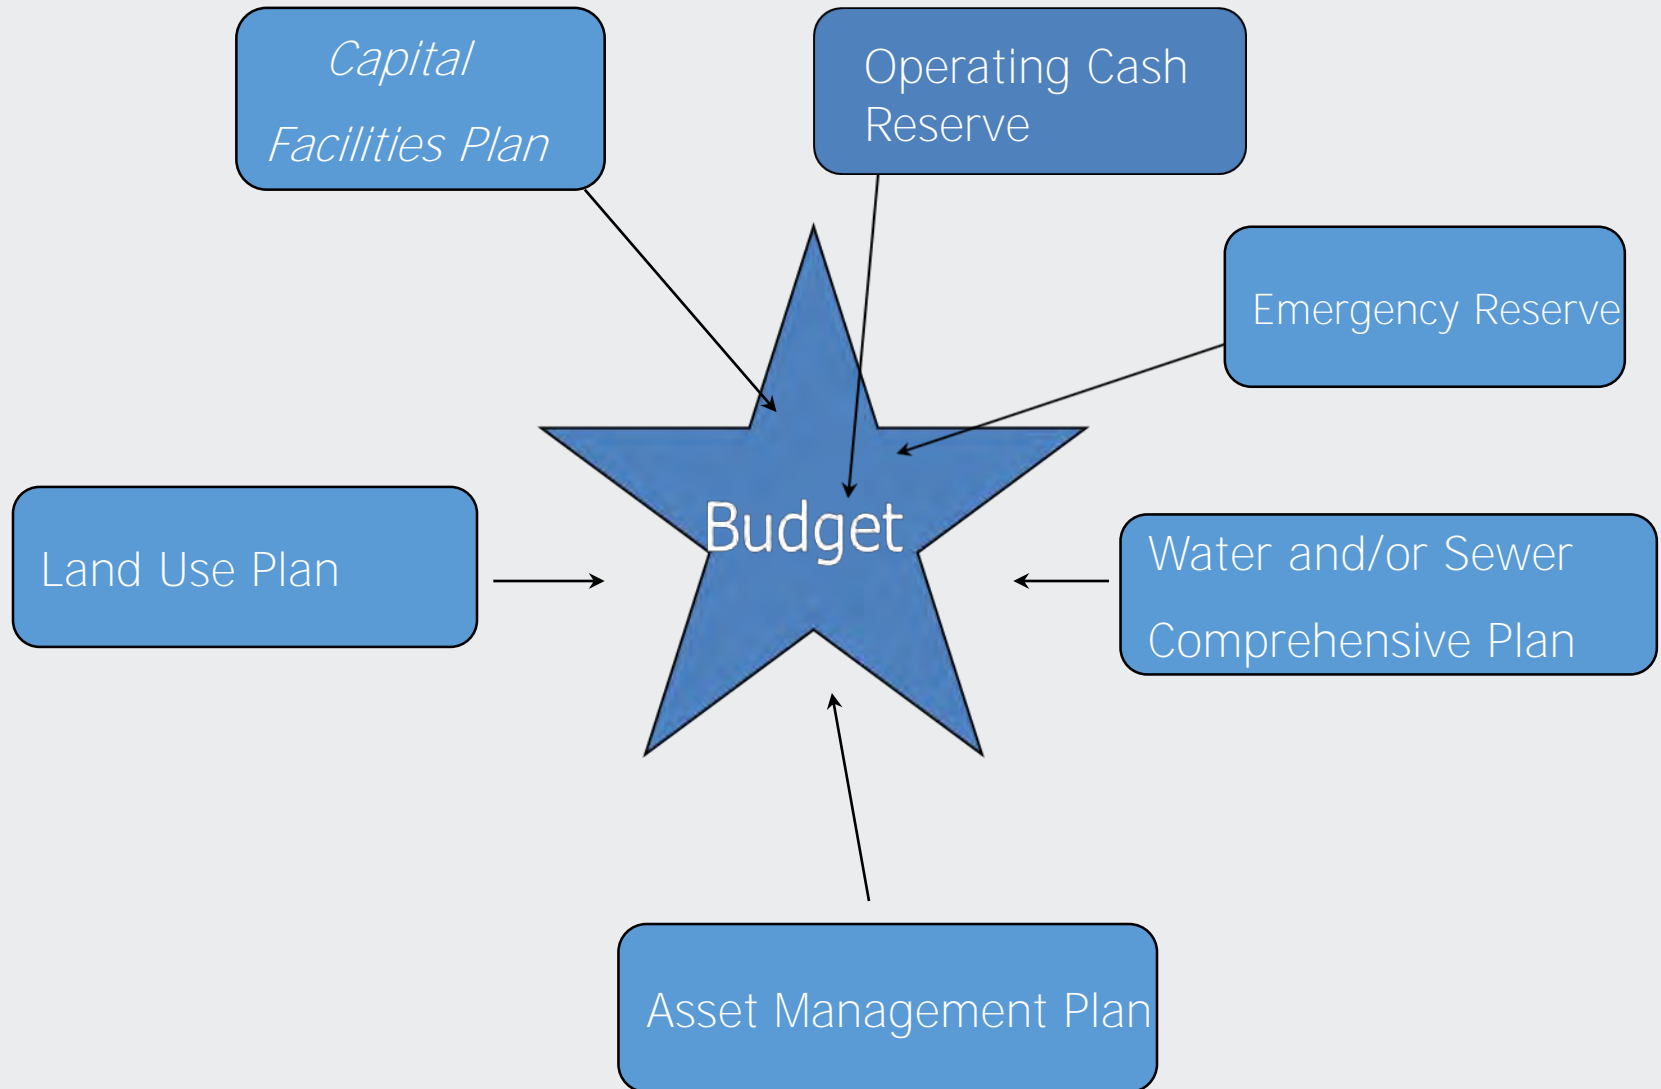 Capital
Facilities Plan
Operating Cash
Reserve
Emergency Reserve
Budget
Land Use Plan
Water and/or Sewer
Comprehensive Plan
Asset Management Plan